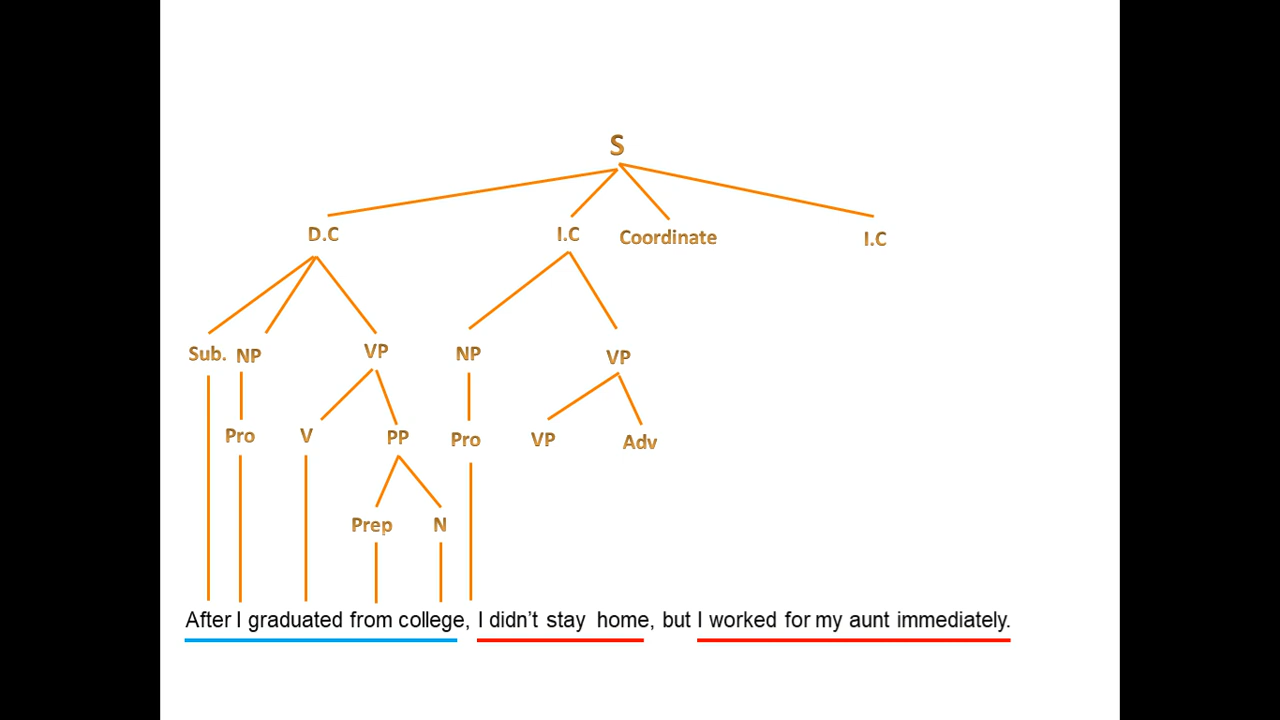 S
D.C I.C Coordinate I.C
Sub. NP VP NP VP
Pro V PP Pro VP Adv
Prep N
After I graduated from college, I didn’t stay home, but I worked for my aunt immediately.